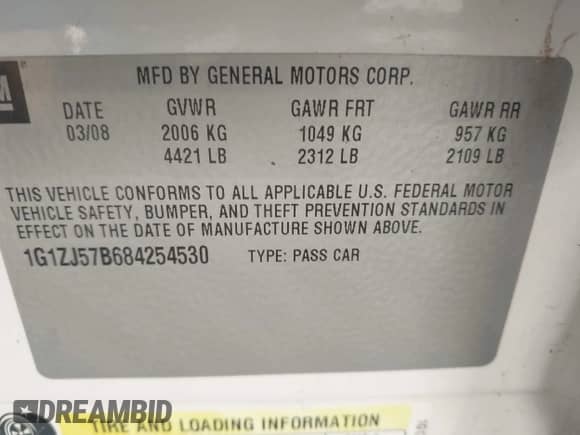 M
MFD BY GENERAL MOTORS CORP.
DATE GVWR GAWR FRT GAWR RR
03/08 2006 KG 1049 KG 957 KG
4421 LB 2312 LB 2109 LB
THIS VEHICLE CONFORMS TO ALL APPLICABLE U.S. FEDERAL MOTOR
VEHICLE SAFETY, BUMPER, AND THEFT PREVENTION STANDARDS IN
EFFECT ON THE DATE OF MANUFACTURE SHOWN ABOVE.
1G1ZJ57B684254530 TYPE: PASS CAR
TIRE AND LOADING INFORMATION
DREAMBID